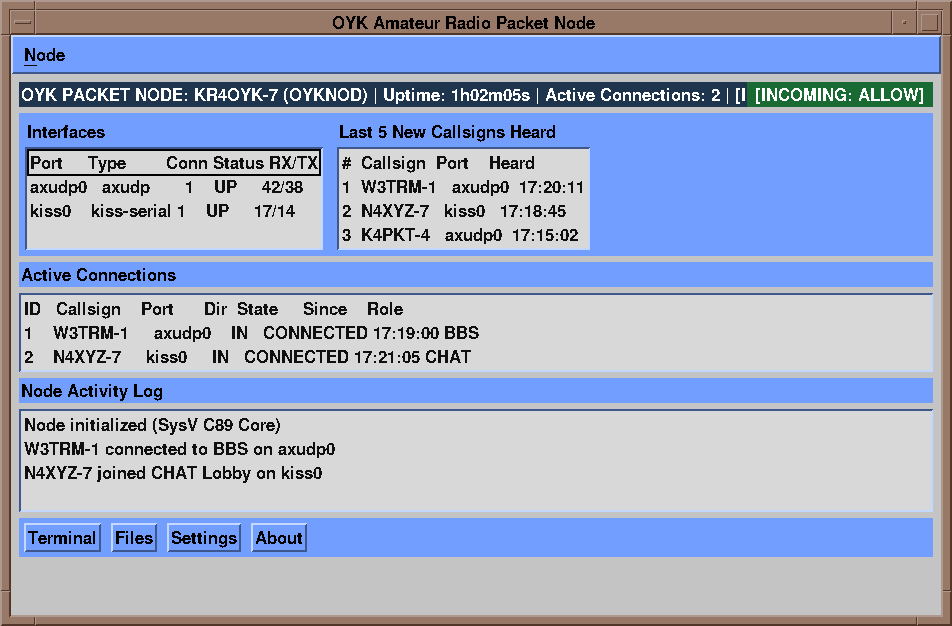 OYK Amateur Radio Packet Node
Node
OYK PACKET NODE: KR4OYK-7 (OYKNOD) | Uptime: 1h02m05s | Active Connections: 2 | [I [INCOMING: ALLOW]
Interfaces
Port Type Conn Status RX/TX
axudp0 axudp 1 UP 42/38
kiss0 kiss-serial 1 UP 17/14
Last 5 New Callsigns Heard
# Callsign Port Heard
1 W3TRM-1 axudp0 17:20:11
2 N4XYZ-7 kiss0 17:18:45
3 K4PKT-4 axudp0 17:15:02
Active Connections
ID Callsign Port Dir State Since Role
1 W3TRM-1 axudp0 IN CONNECTED 17:19:00 BBS
2 N4XYZ-7 kiss0 IN CONNECTED 17:21:05 CHAT
Node Activity Log
Node initialized (SysV C89 Core)
W3TRM-1 connected to BBS on axudp0
N4XYZ-7 joined CHAT Lobby on kiss0
Terminal Files Settings About